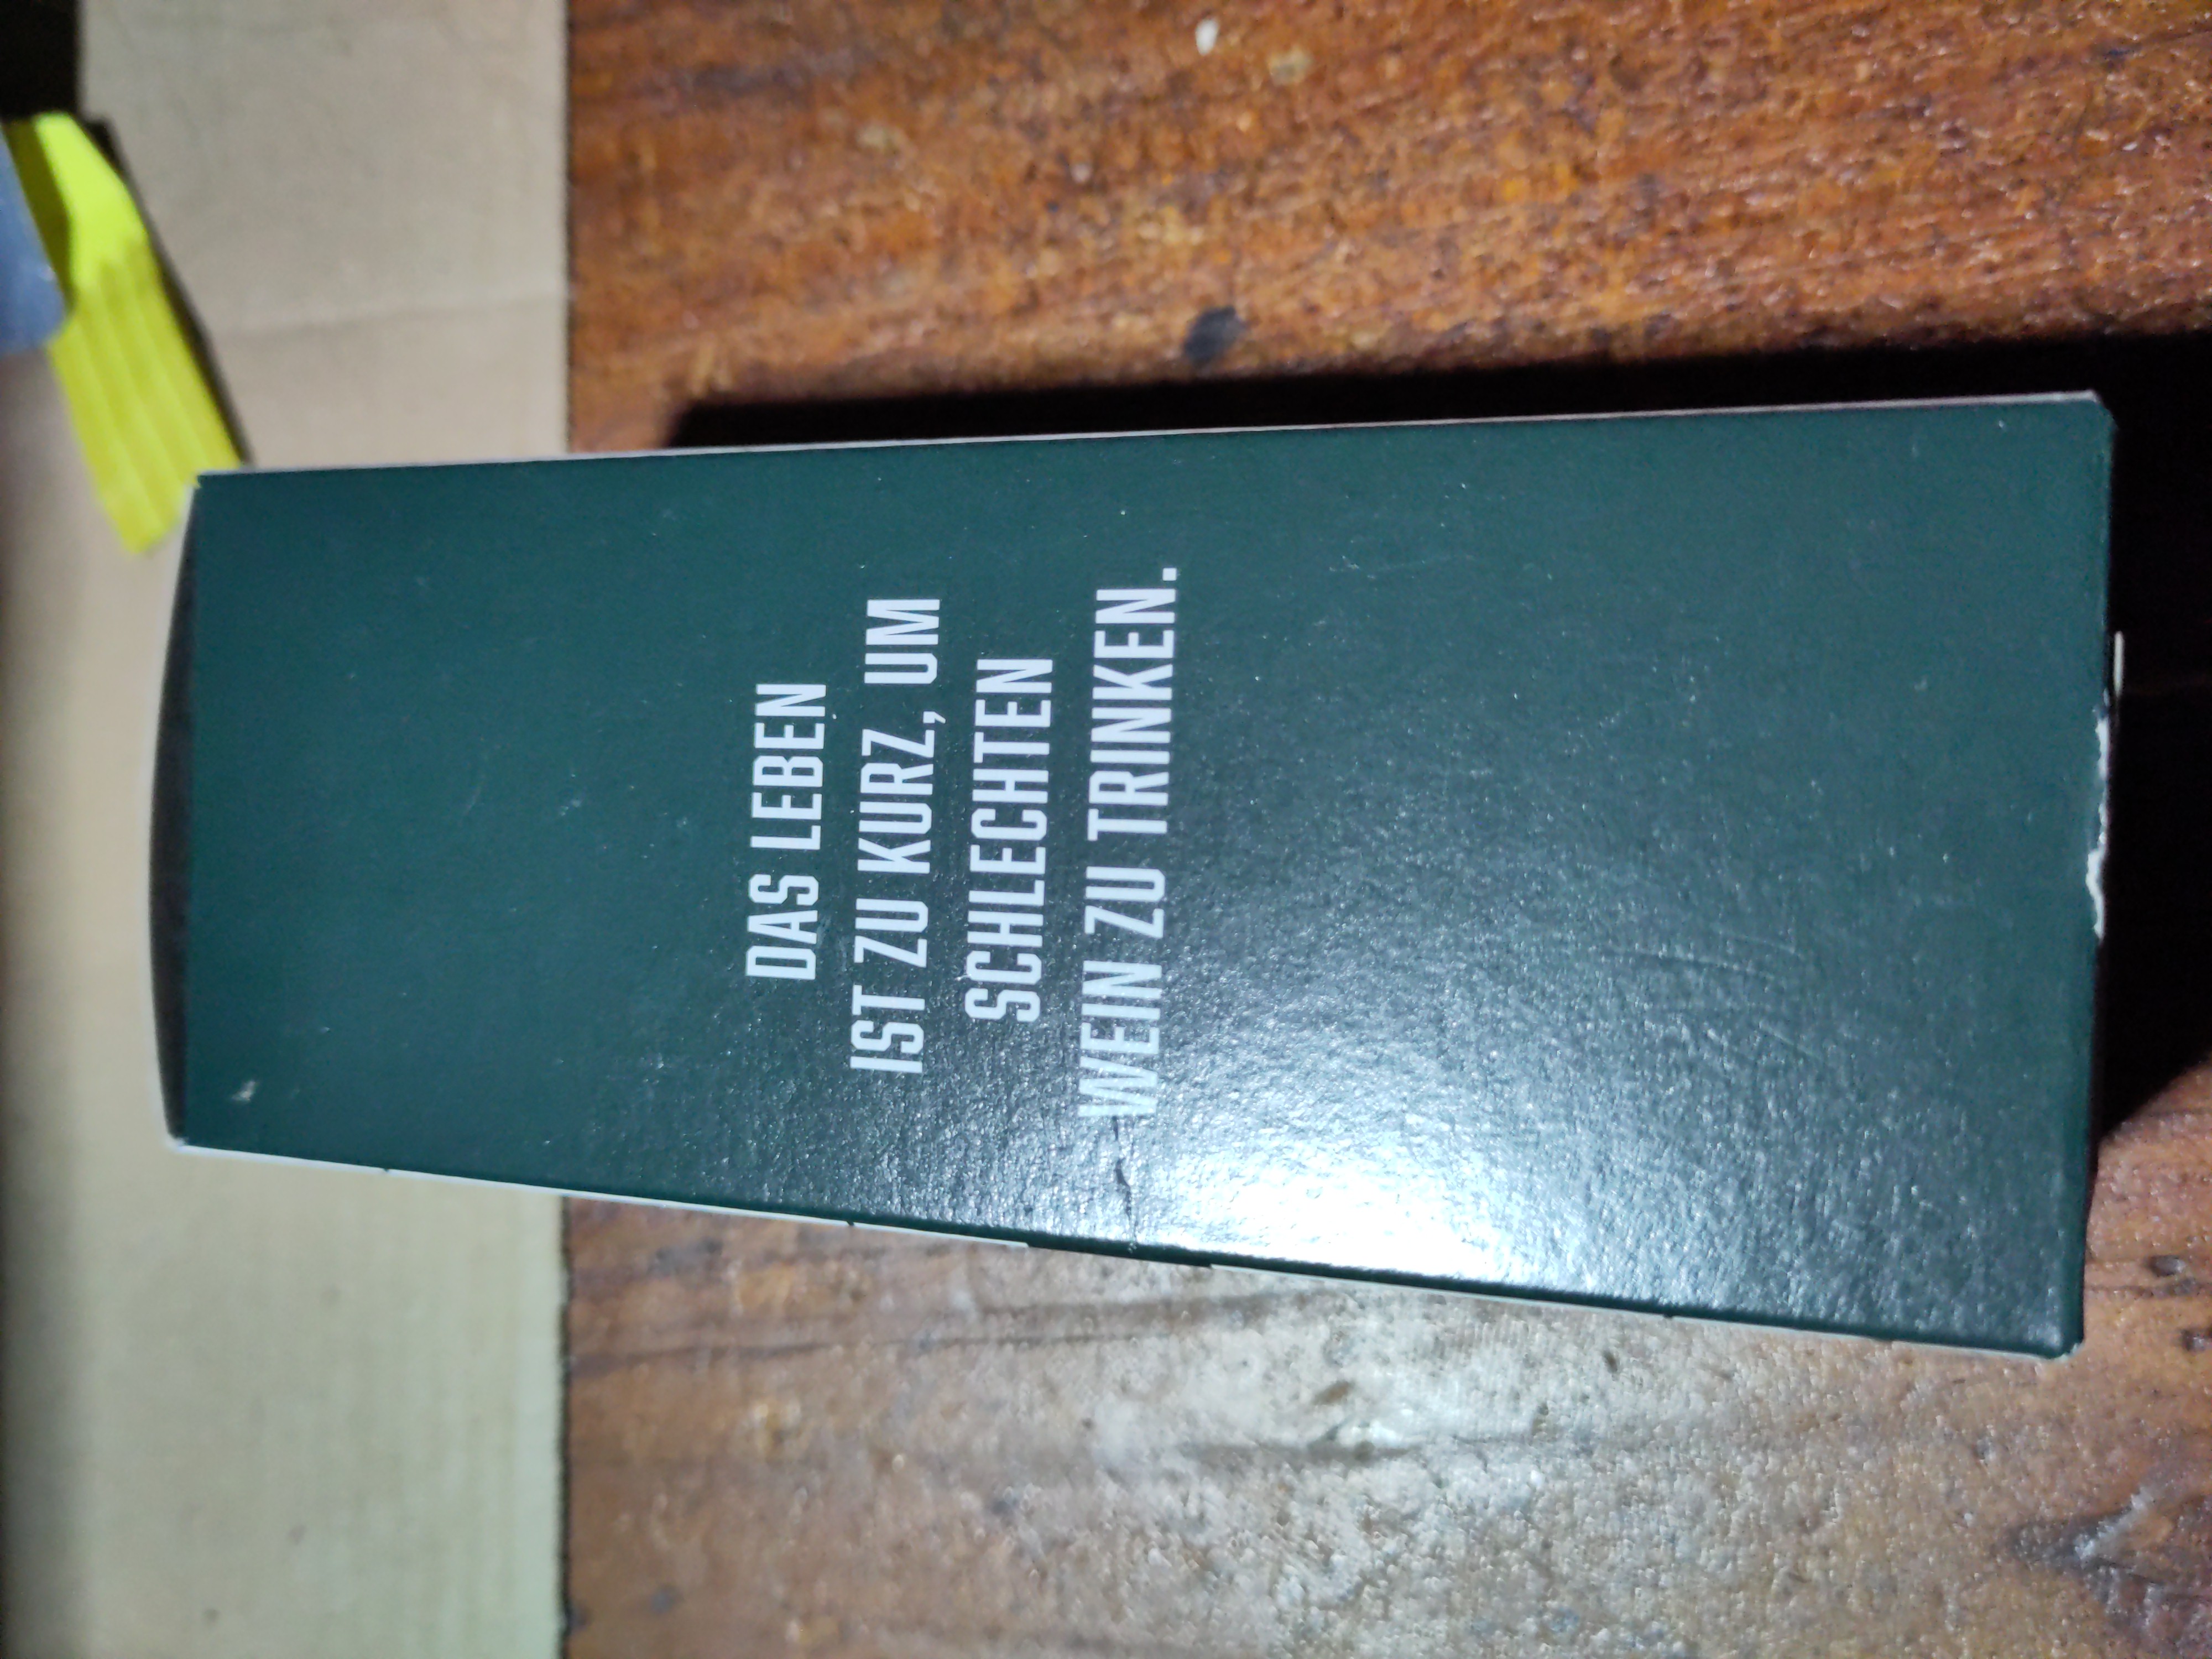 DAS LEBEN
IST ZU KURZ, UM
SCHLECHTEN
WEIN ZU TRINKEN.